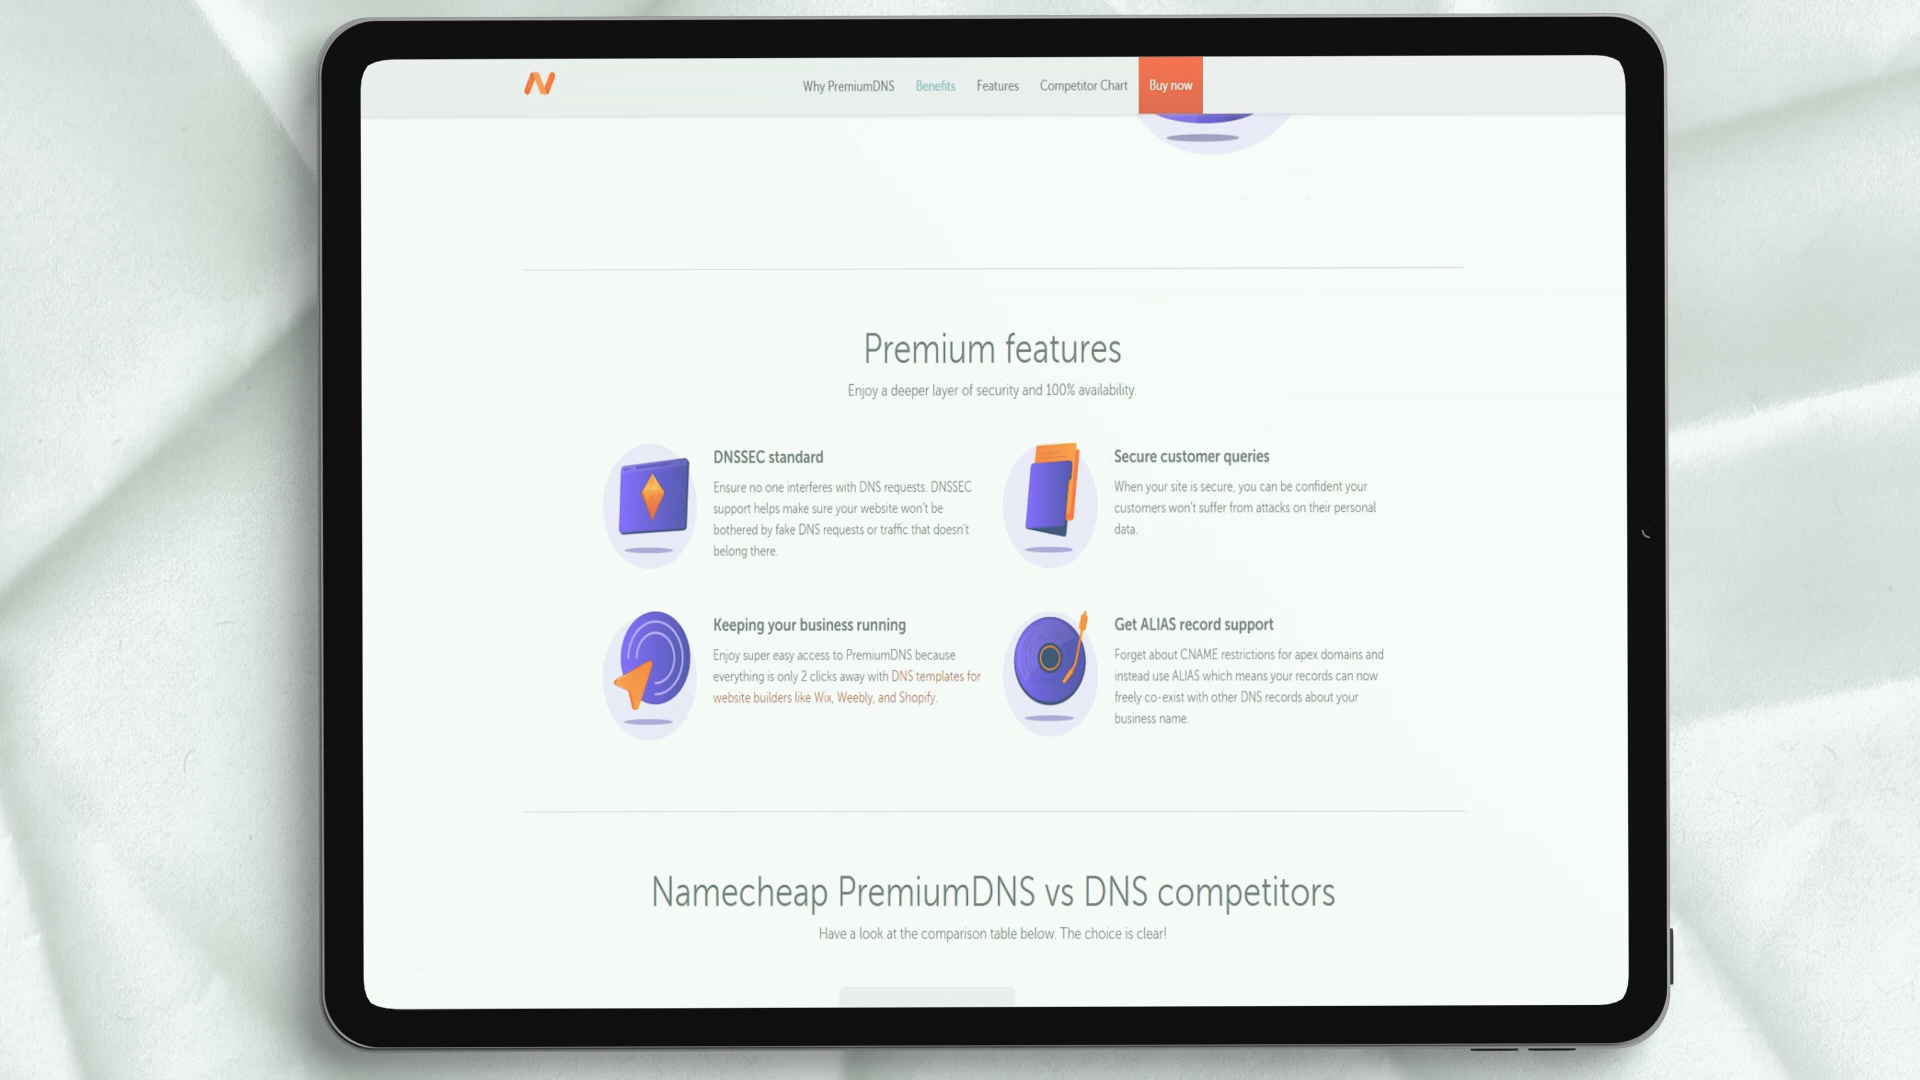 Why PremiumDNS Benefits Features Competitor Chart Buy now
Premium features
Enjoy a deeper layer of security and 100% availability.
DNSSEC standard
Ensure no one interferes with DNS requests. DNSSEC
support helps make sure your website won't be
bothered by fake DNS requests or traffic that doesn't
belong there.
Secure customer queries
When your site is secure, you can be confident your
customers won't suffer from attacks on their personal
data.
Keeping your business running
Enjoy super easy access to PremiumDNS because
everything is only 2 clicks away with DNS templates for
website builders like Wix, Weebly, and Shopify.
Get ALIAS record support
Forget about CNAME restrictions for apex domains and
instead use ALIAS which means your records can now
freely co-exist with other DNS records about your
business name.
Namecheap PremiumDNS vs DNS competitors
Have a look at the comparison table below. The choice is clear!